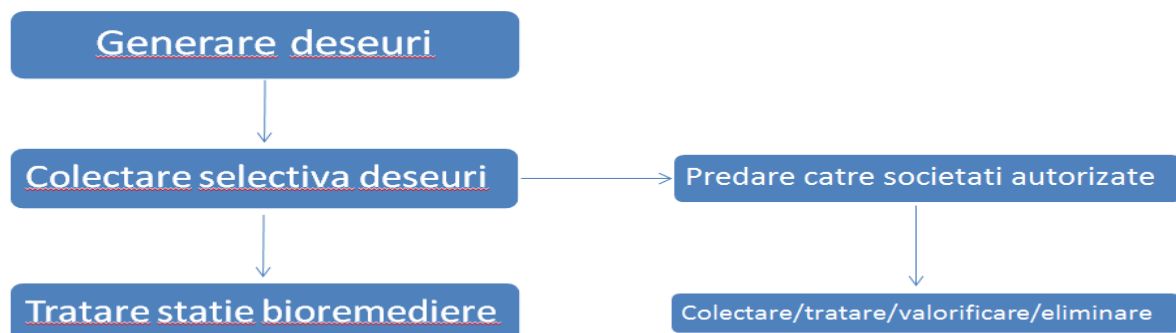 Generare deseuri
Colectare selectiva deseuri
Predare catre societati autorizate
Tratare statie bioremediere
Colectare/tratare/valorificare/eliminare